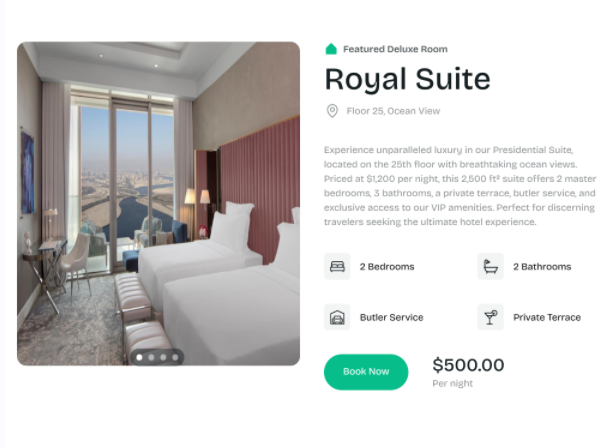 Featured Deluxe Room
Royal Suite
Floor 25, Ocean View
Experience unparalleled luxury in our Presidential Suite,
located on the 25th floor with breathtaking ocean views.
Priced at $1,200 per night, this 2,500 ft² suite offers 2 master
bedrooms, 3 bathrooms, a private terrace, butler service, and
exclusive access to our VIP amenities. Perfect for discerning
travelers seeking the ultimate hotel experience.
2 Bedrooms
2 Bathrooms
Butler Service
Private Terrace
Book Now
$500.00
Per night